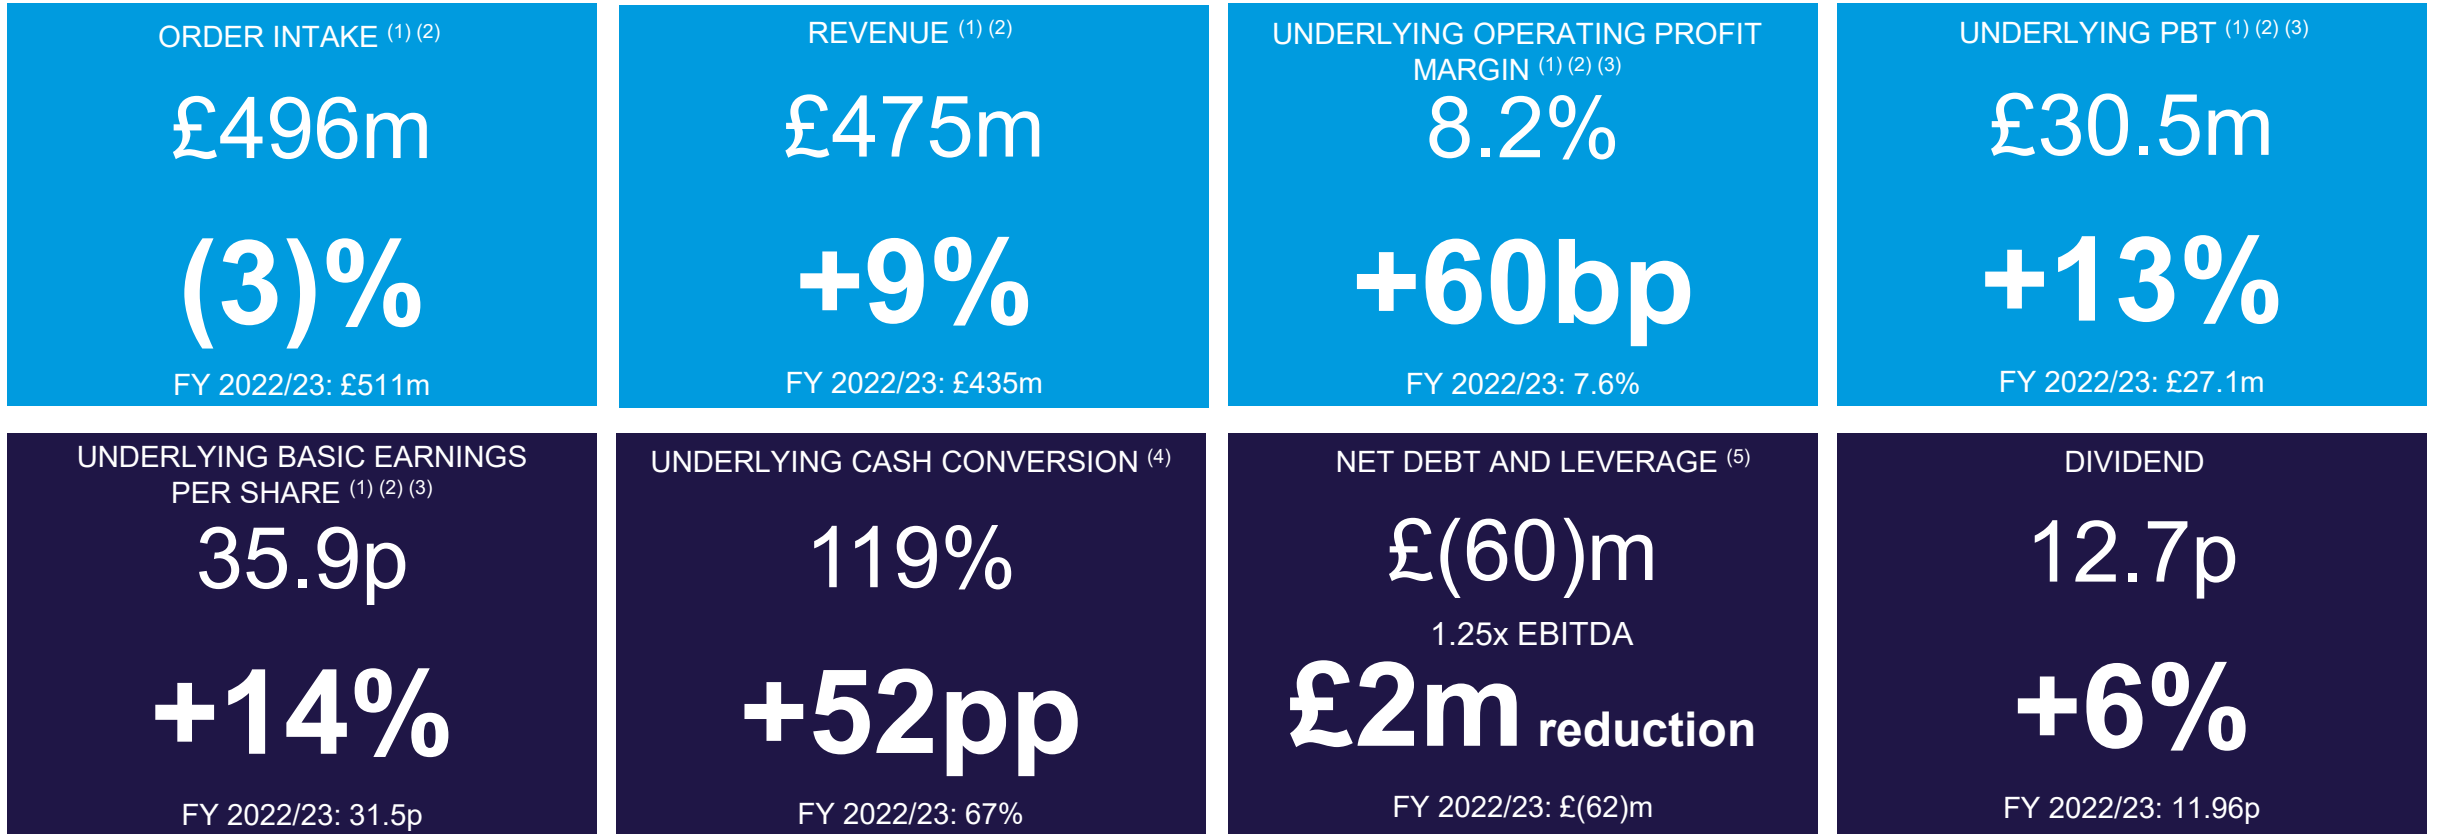 ORDER INTAKE (1) (2)
£496m
(3)%
FY 2022/23: £511m
REVENUE (1) (2)
£475m
+9%
FY 2022/23: £435m
UNDERLYING OPERATING PROFIT
MARGIN (1) (2) (3)
8.2%
+60bp
FY 2022/23: 7.6%
UNDERLYING PBT (1) (2) (3)
£30.5m
+13%
FY 2022/23: £27.1m
UNDERLYING BASIC EARNINGS
PER SHARE (1) (2) (3)
35.9p
+14%
FY 2022/23: 31.5p
UNDERLYING CASH CONVERSION (4)
119%
+52pp
FY 2022/23: 67%
NET DEBT AND LEVERAGE (5)
£(60)m
1.25x EBITDA
£2m reduction
FY 2022/23: £(62)m
DIVIDEND
12.7p
+6%
FY 2022/23: 11.96p